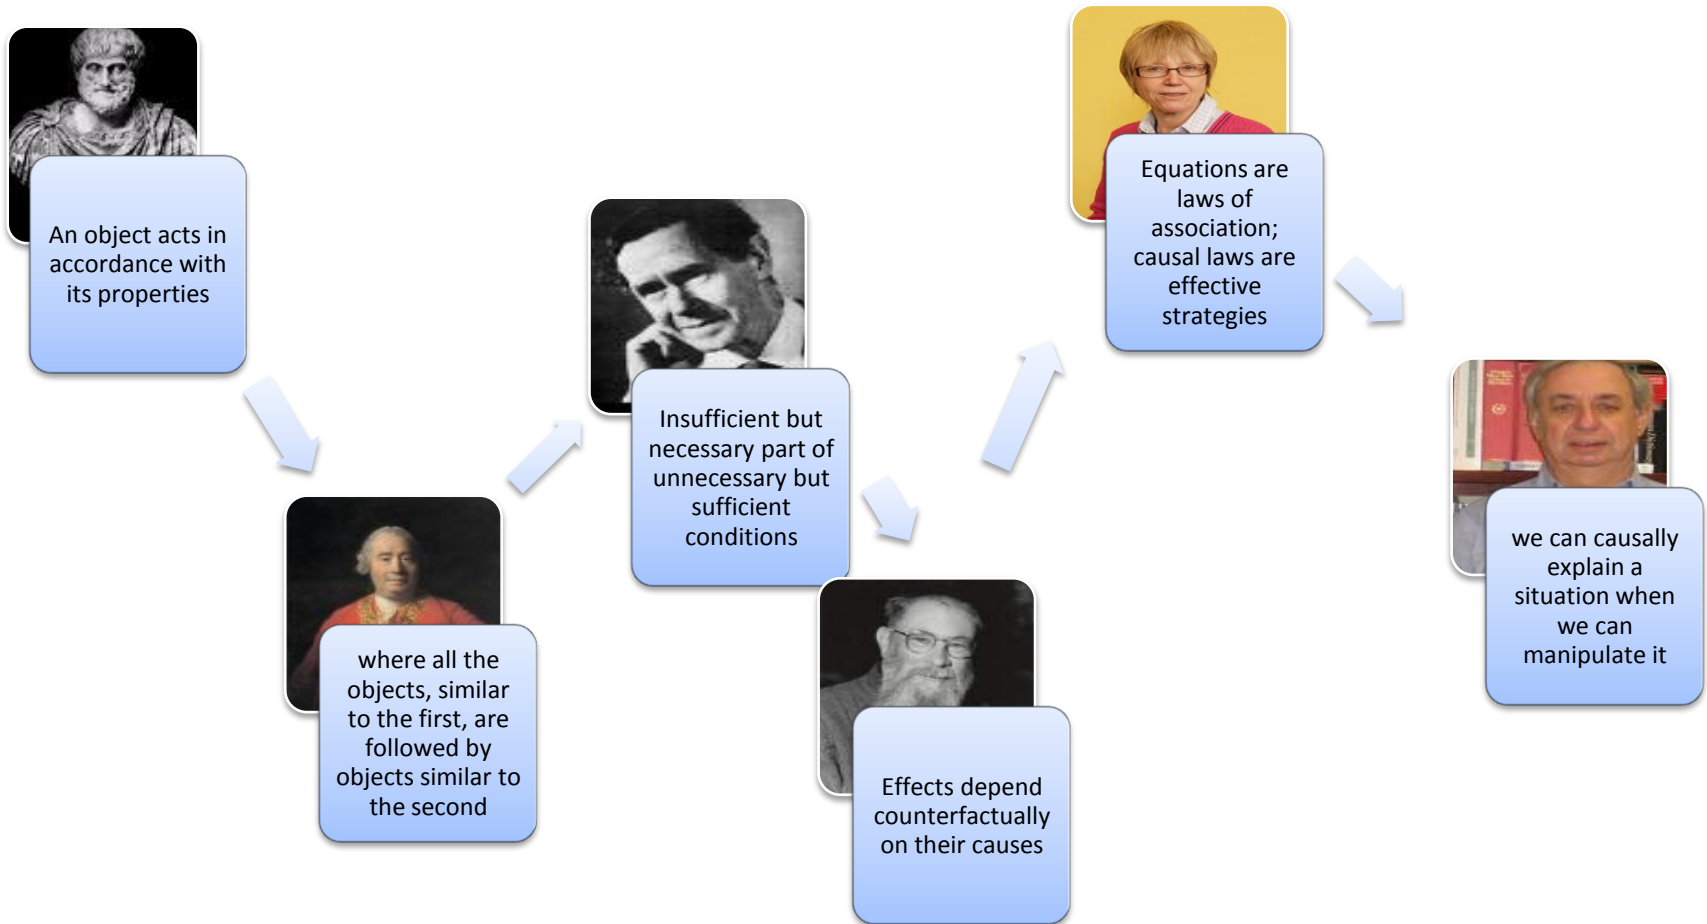 An object acts in
accordance with
its properties
where all the
objects, similar
to the first, are
followed by
objects similar to
the second
Insufficient but
necessary part of
unnecessary but
sufficient
conditions
Effects depend
counterfactually
on their causes
Equations are
laws of
association;
causal laws are
effective
strategies
we can causally
explain a
situation when
we can
manipulate it